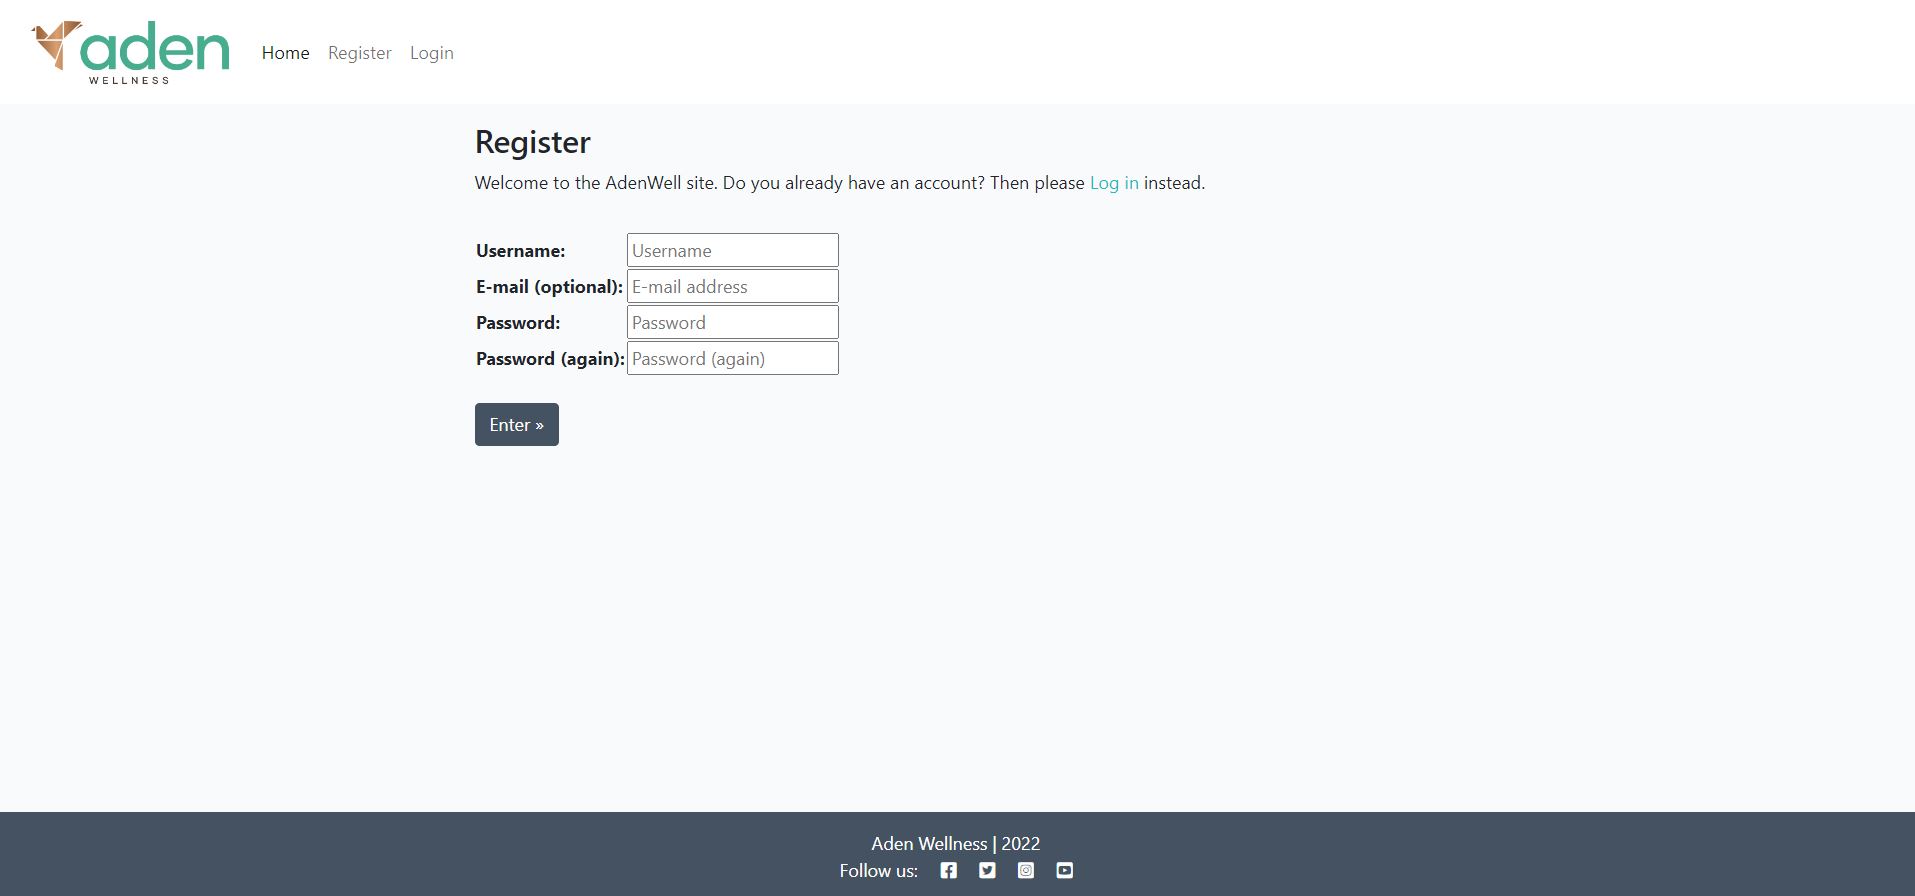 aden
WELLNESS
Home Register Login
Register
Welcome to the AdenWell site. Do you already have an account? Then please Log in instead.
Username: Username
E-mail (optional): E-mail address
Password: Password
Password (again): Password (again)
Enter »
Aden Wellness | 2022
Follow us: